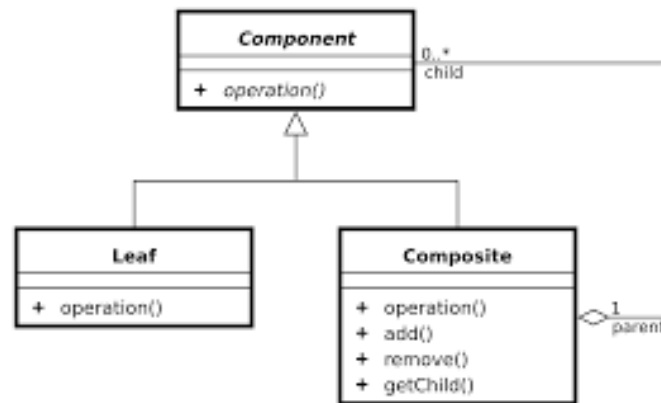 Component
+ operation()
0..*
child
Leaf
+ operation()
Composite
+ operation()
+ add()
+ remove()
+ getChild()
1
parent